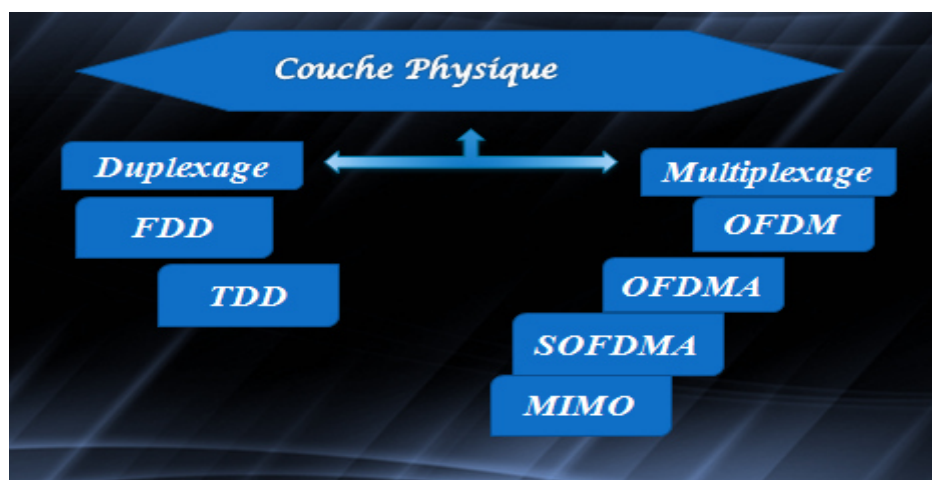 Couche Physique
Duplexage
FDD
TDD
Multiplexage
OFDM
OFDMA
SOFDMA
MIMO